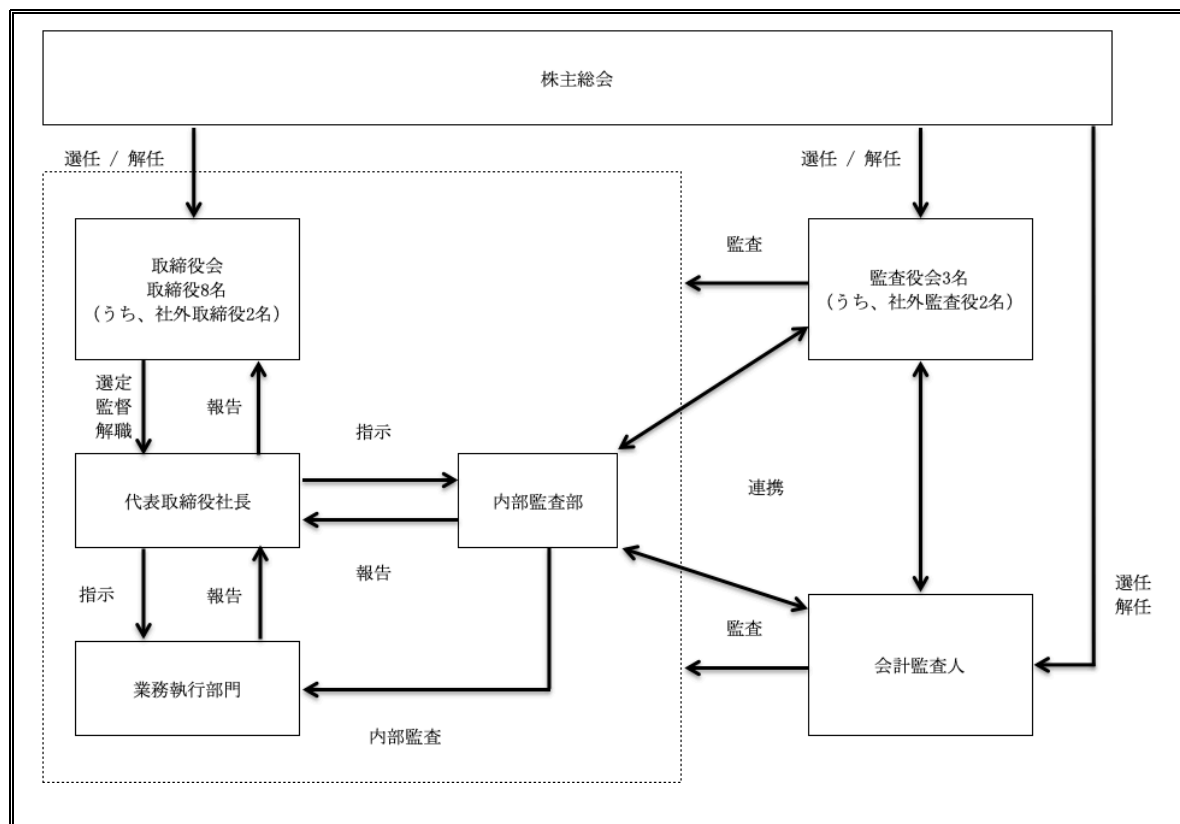 株主総会
選任 / 解任
選任 / 解任
取締役会
取締役8名
（うち、社外取締役2名）
監査
監査役会3名
（うち、社外監査役2名）
選定
監督
解職
報告
指示
代表取締役社長
内部監査部
連携
報告
指示
報告
選任
解任
監査
業務執行部門
会計監査人
内部監査